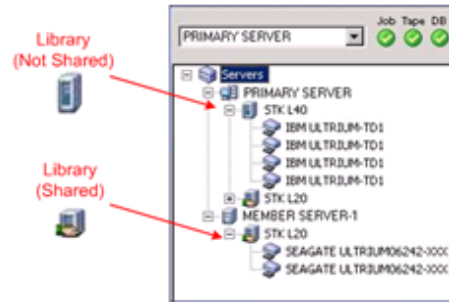 Library
(Not Shared)
Library
(Shared)
PRIMARY SERVER
Job Tape DB
Servers
PRIMARY SERVER
STK L40
IBM ULTRIUM-TD1
IBM ULTRIUM-TD1
IBM ULTRIUM-TD1
IBM ULTRIUM-TD1
STK L20
MEMBER SERVER-1
STK L20
SEAGATE ULTRIUM06242-XXX
SEAGATE ULTRIUM06242-XXX